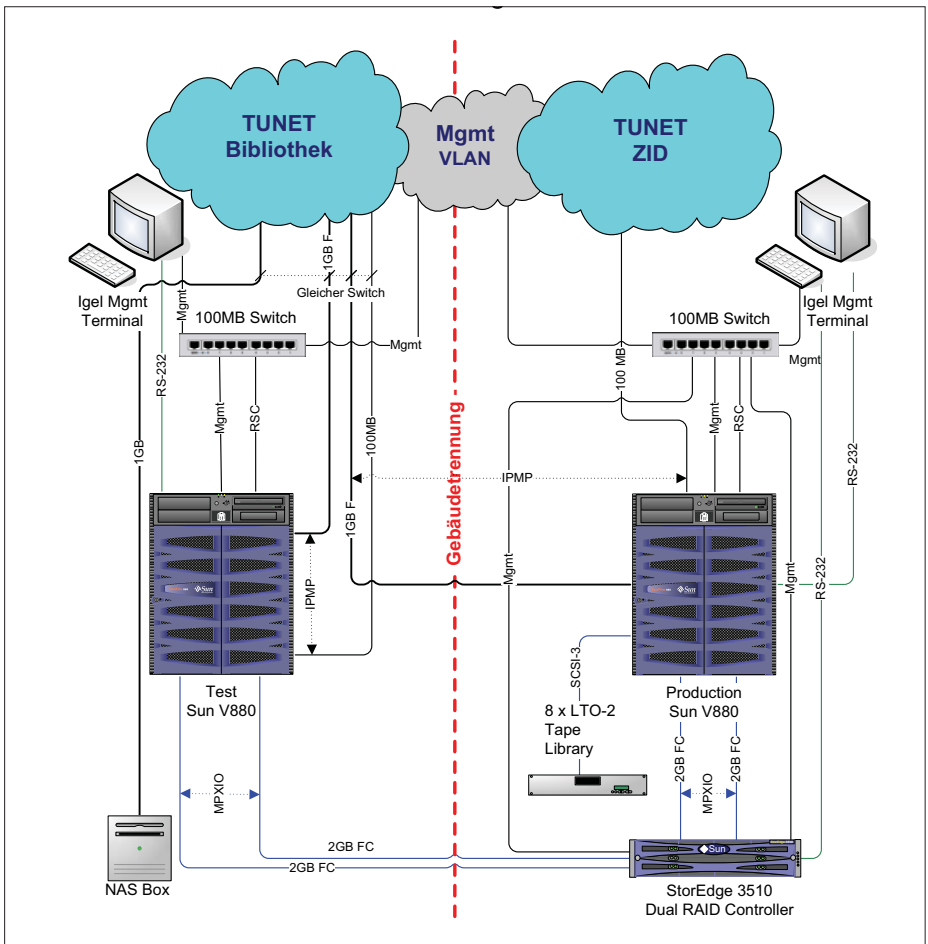 TUNET
Bibliothek
Mgmt
VLAN
TUNET
ZID
1GB F
Gleicher Switch
Igel Mgmt
Terminal
Mgmt
100MB Switch
Mgmt
RS-232
Mgmt
RSC
1GB
100MB
1GB F
IPMP
Gebäudetrennung
IPMP
100 MB
100MB Switch
Igel Mgmt
Terminal
Mgmt
Mgmt
RSC
RS-232
RS-232
Mgmt
Mgmt
Sun
Sun
Test
Sun V880
Production
Sun V880
SCSI-3
8 x LTO-2
Tape
Library
MPXIO
2GB FC
2GB FC
MPXIO
2GB FC
2GB FC
NAS Box
Sun
StorEdge 3510
Dual RAID Controller